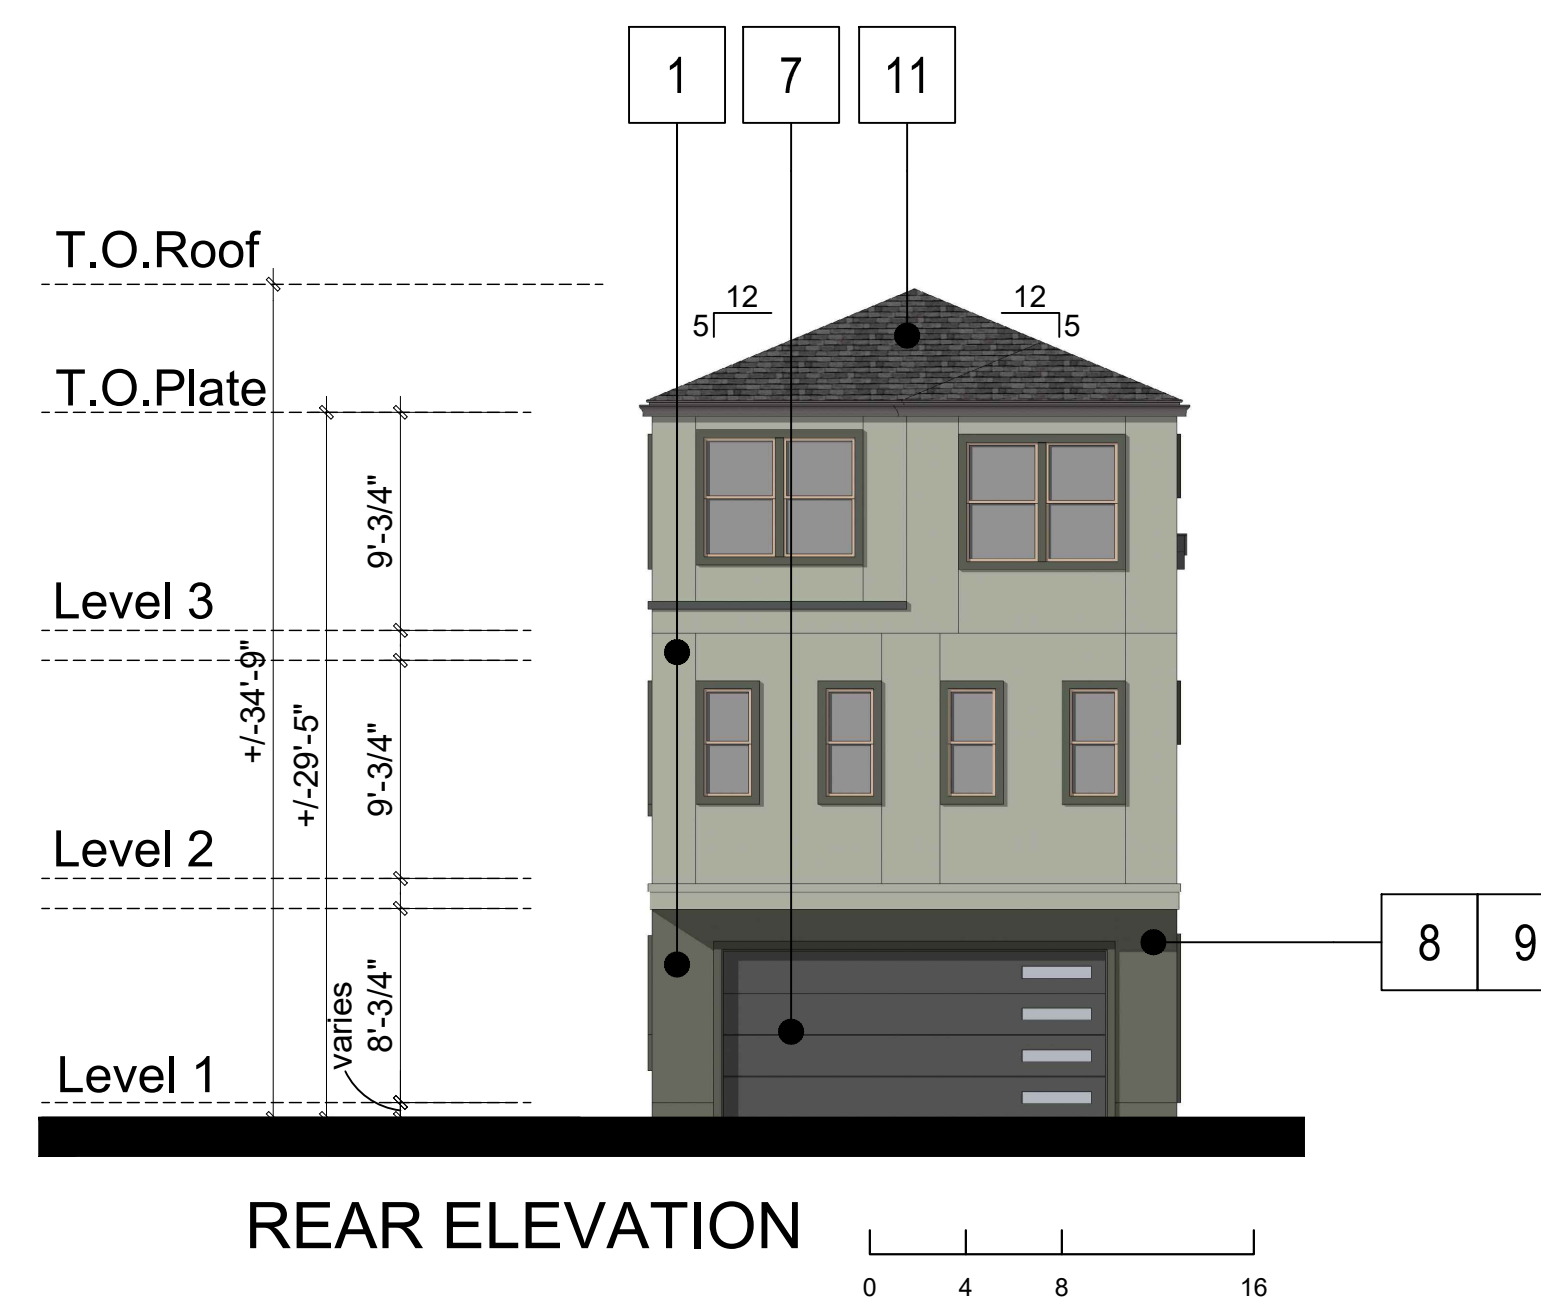 1 7 11
T.O.Roof
12 12
5 5
T.O.Plate
9'-3/4"
Level 3
+/-34'-9"
+/-29'-5"
9'-3/4"
Level 2
8 9
varies
8'-3/4"
Level 1
REAR ELEVATION
0 4 8 16